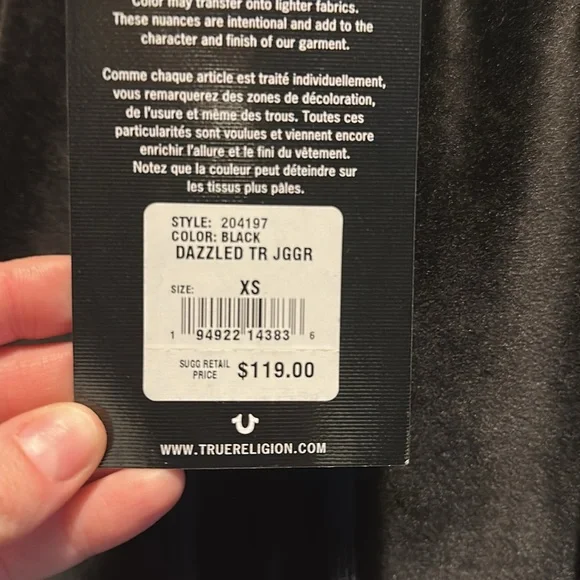 Color may transfer onto lighter fabrics.
These nuances are intentional and add to the
character and finish of our garment.
Comme chaque article est traité individuellement,
vous remarquerez des zones de décoloration,
de l'usure et même des trous. Toutes ces
particularités sont voulues et viennent encore
enrichir l'allure et le fini du vêtement.
Notez que la couleur peut déteindre sur
les tissus plus pâles.
STYLE: 204197
COLOR: BLACK
DAZZLED TR JGGR
SIZE: XS
1 94922 14383 6
SUGG RETAIL
PRICE $119.00
WWW.TRUERELIGION.COM